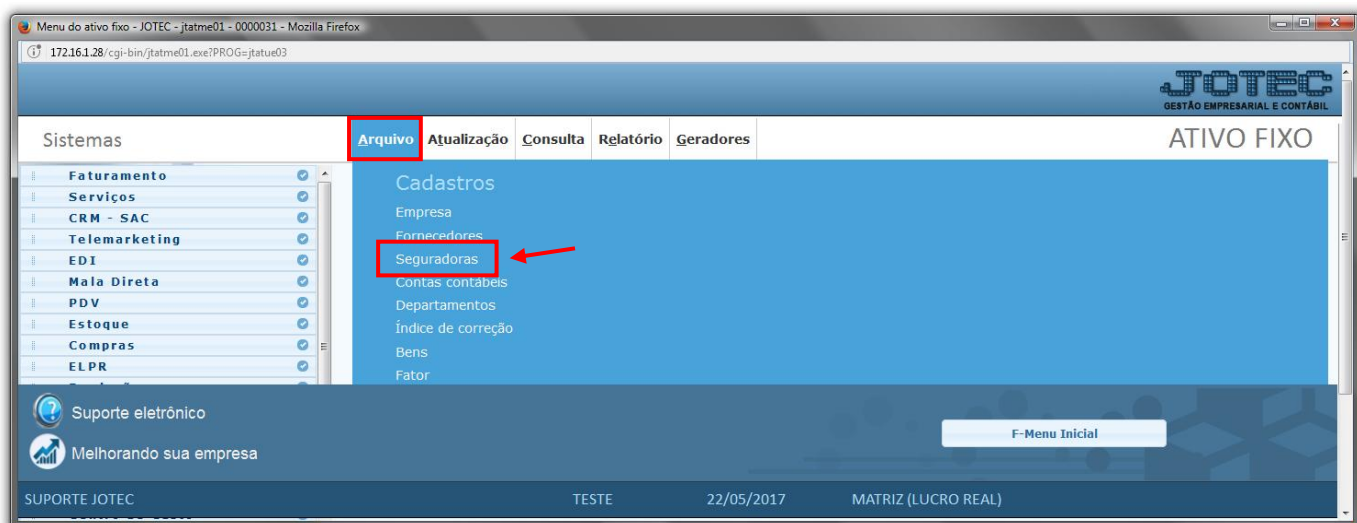 Menu do ativo fixo - JOTEC - jtatme01 - 0000031 - Mozilla Firefox
172.16.1.28/cgi-bin/jtatme01.exe?PROG=jtatue03
JOTEC
GESTÃO EMPRESARIAL E CONTÁBIL
Sistemas
Arquivo Atualização Consulta Relatório Geradores
ATIVO FIXO
Faturamento
Serviços
CRM - SAC
Telemarketing
EDI
Mala Direta
PDV
Estoque
Compras
ELPR
Cadastros
Empresa
Fornecedores
Seguradoras
Contas contábeis
Departamentos
Índice de correção
Bens
Fator
Suporte eletrônico
Melhorando sua empresa
F-Menu Inicial
SUPORTE JOTEC TESTE 22/05/2017 MATRIZ (LUCRO REAL)